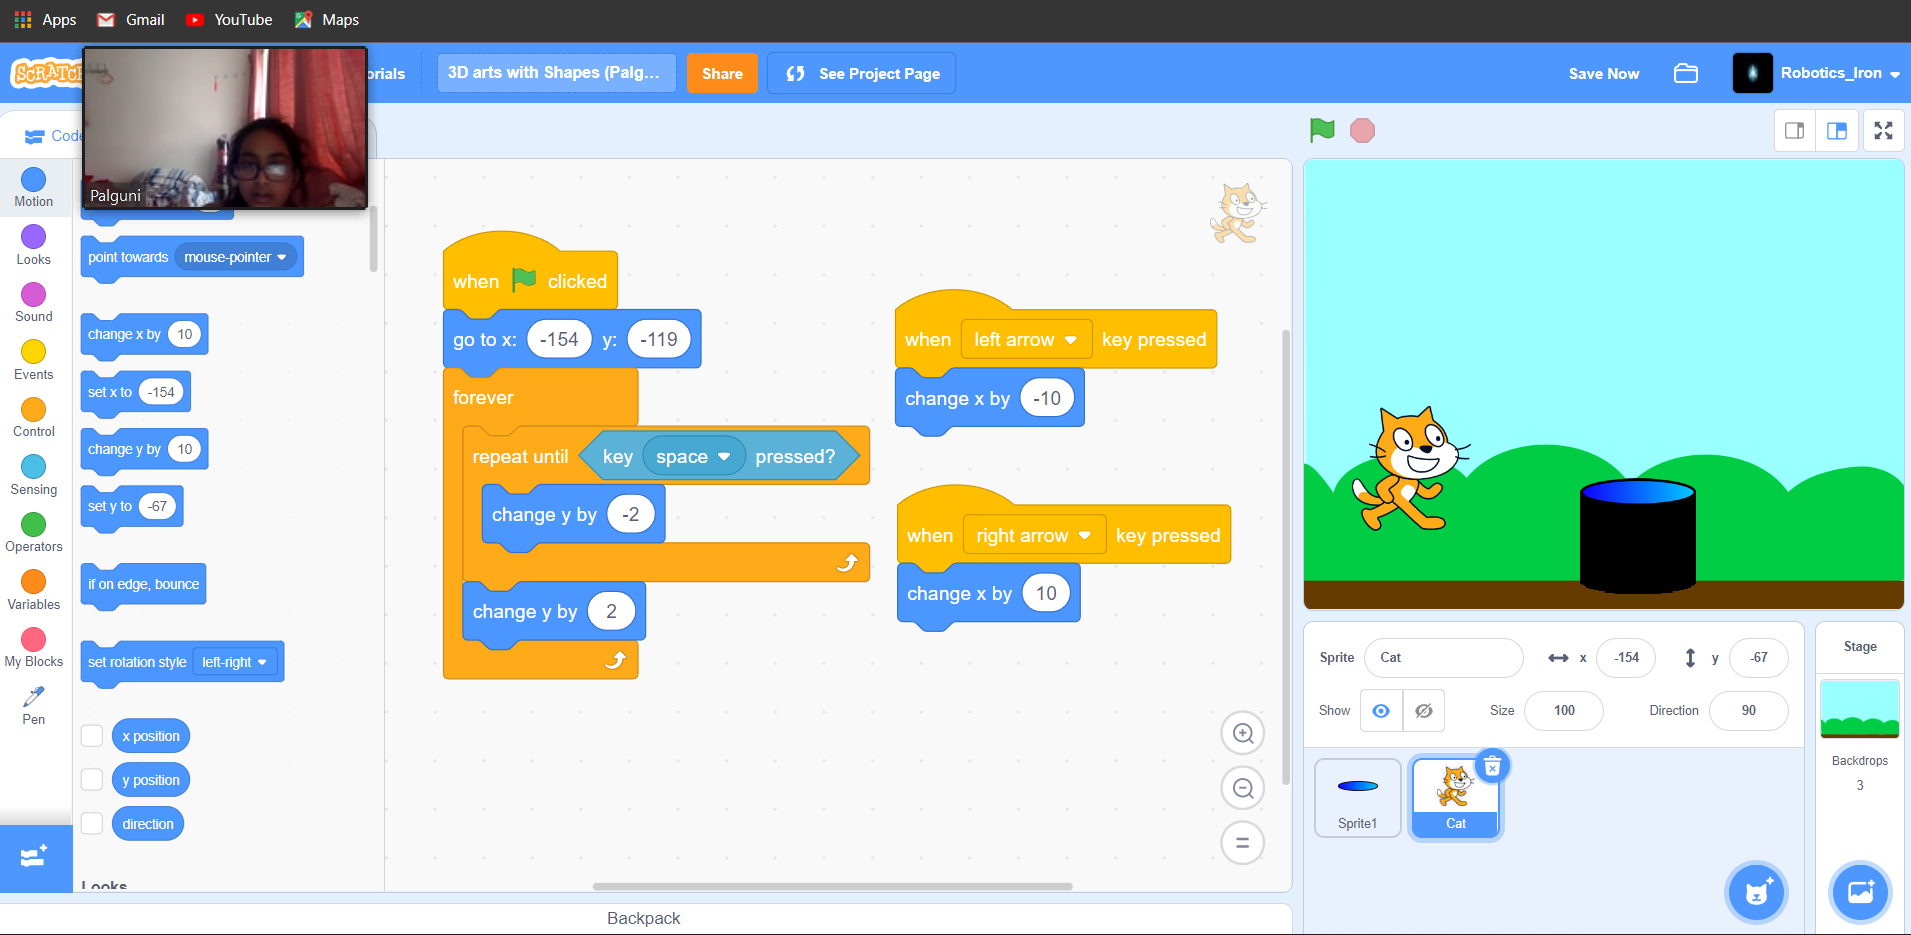 Apps Gmail YouTube Maps
SCRATCH
orials
3D arts with Shapes (Palg...
Share
See Project Page
Save Now
Robotics_Iron
Code
Palguni
Motion
Looks
Sound
Events
Control
Sensing
Operators
Variables
My Blocks
Pen
point towards mouse-pointer
change x by 10
set x to -154
change y by 10
set y to -67
if on edge, bounce
set rotation style left-right
x position
y position
direction
Looks
when clicked
go to x: -154 y: -119
forever
repeat until key space pressed?
change y by -2
change y by 2
when left arrow key pressed
change x by -10
when right arrow key pressed
change x by 10
Backpack
Sprite Cat x -154 y -67
Show Size 100 Direction 90
Sprite1
Cat
Stage
Backdrops
3